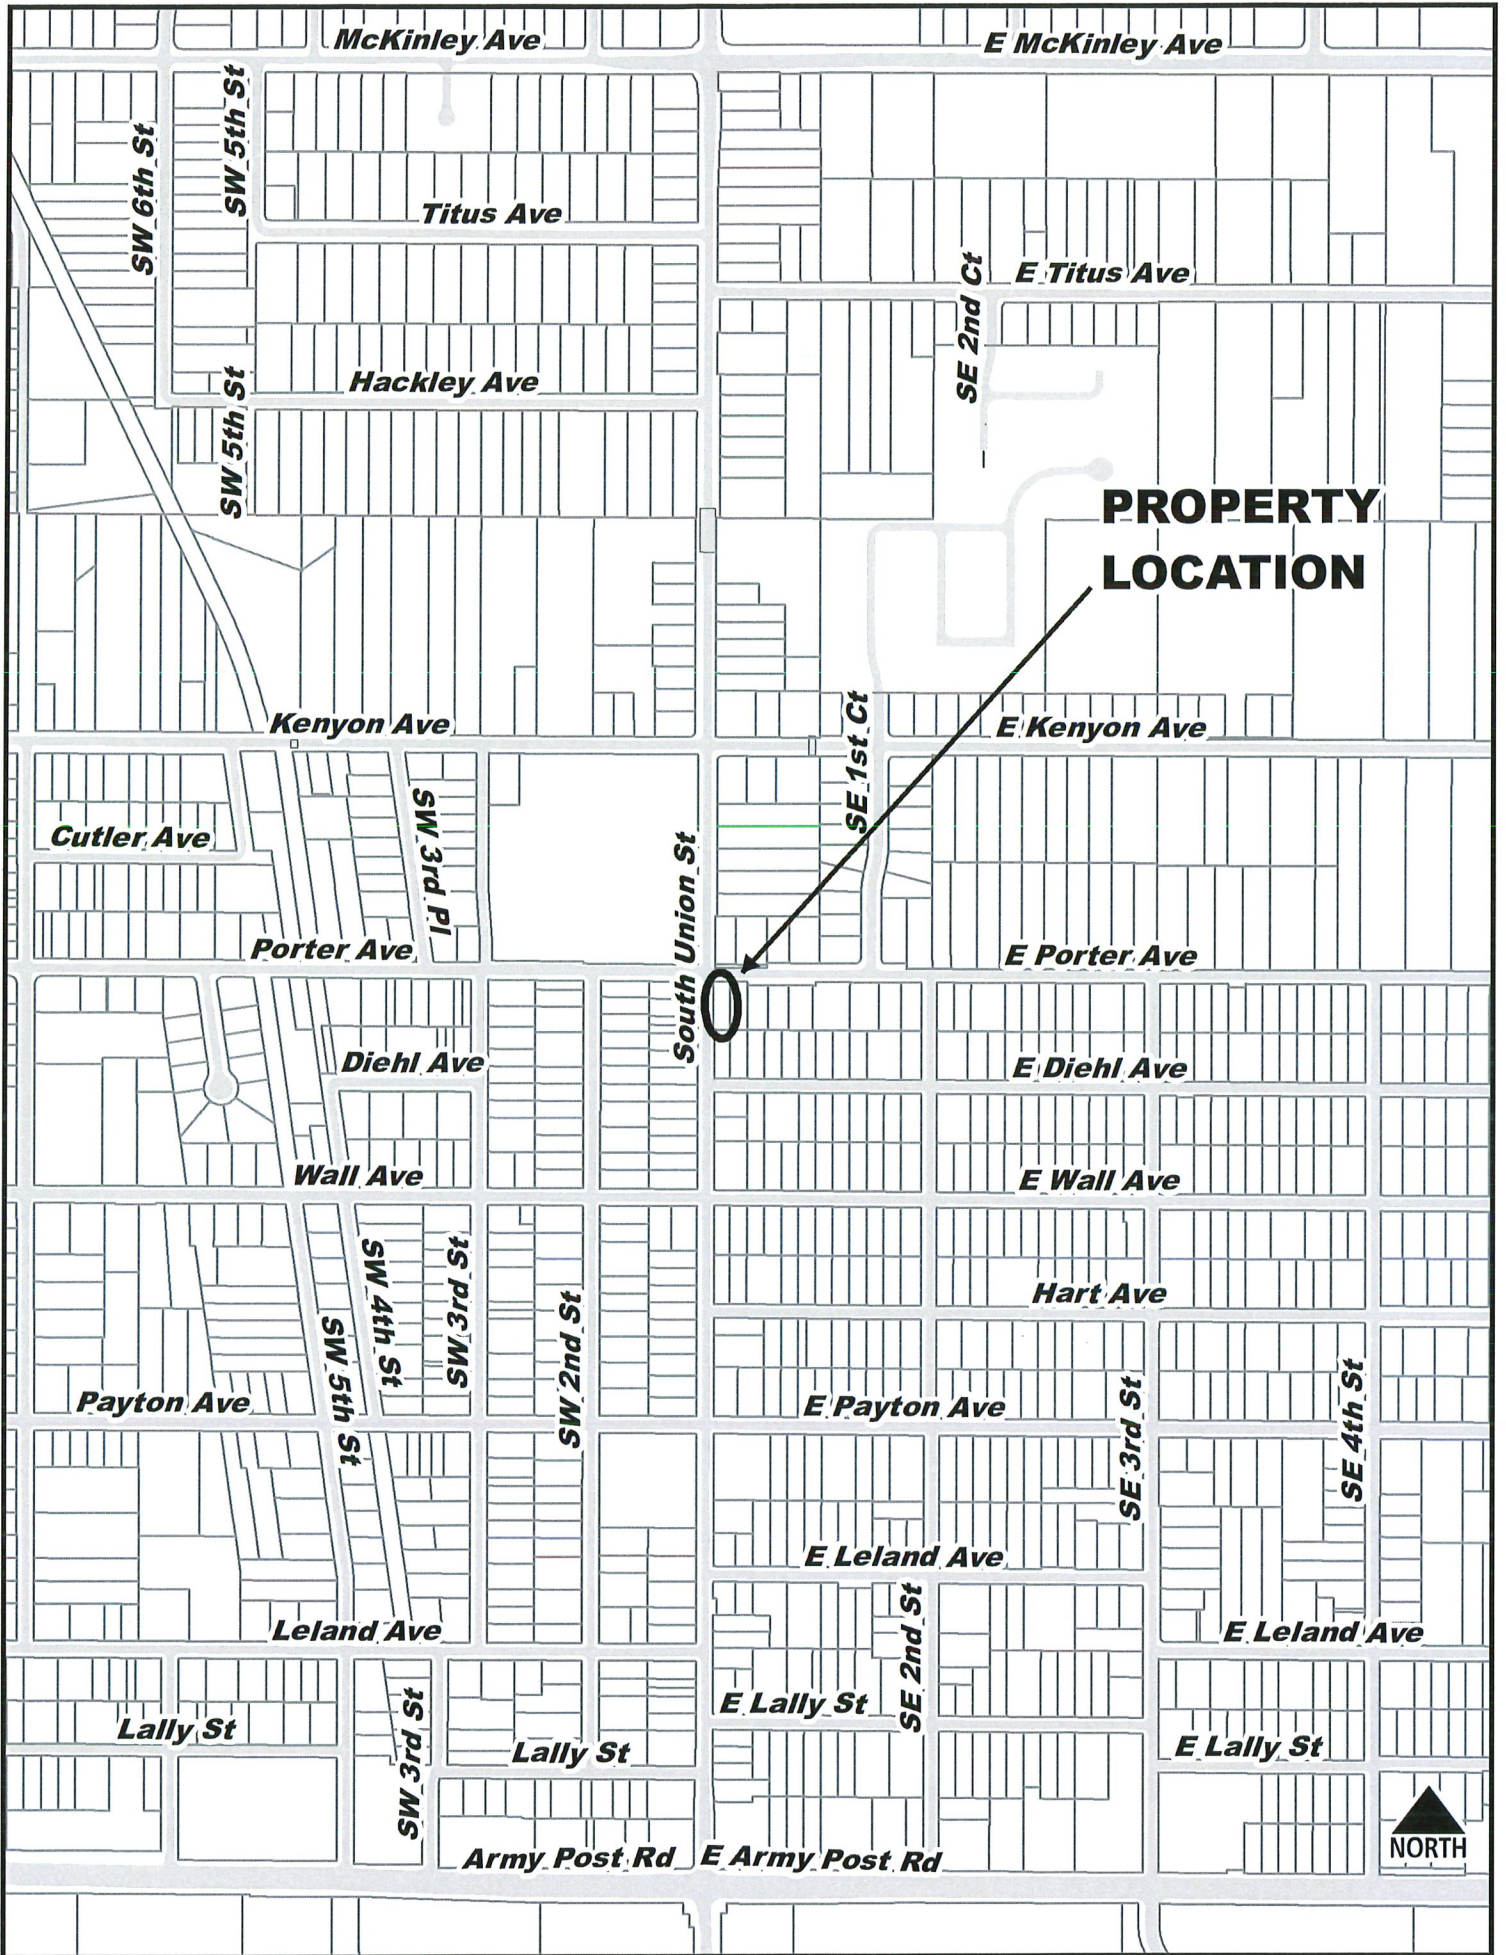 McKinley Ave
E McKinley Ave
SW 5th St
SW 6th St
Titus Ave
E Titus Ave
SE 2nd Ct
Hackley Ave
SW 5th St
PROPERTY
LOCATION
Kenyon Ave
SE 1st Ct
E Kenyon Ave
SW 3rd Pl
Cutler Ave
South Union St
Porter Ave
E Porter Ave
Diehl Ave
E Diehl Ave
Wall Ave
E Wall Ave
SW 4th St
SW 3rd St
Hart Ave
SW 2nd St
SW 5th St
Payton Ave
E Payton Ave
SE 3rd St
SE 4th St
E Leland Ave
Leland Ave
SE 2nd St
E Leland Ave
SW 3rd St
E Lally St
Lally St
Lally St
E Lally St
NORTH
Army Post Rd
E Army Post Rd